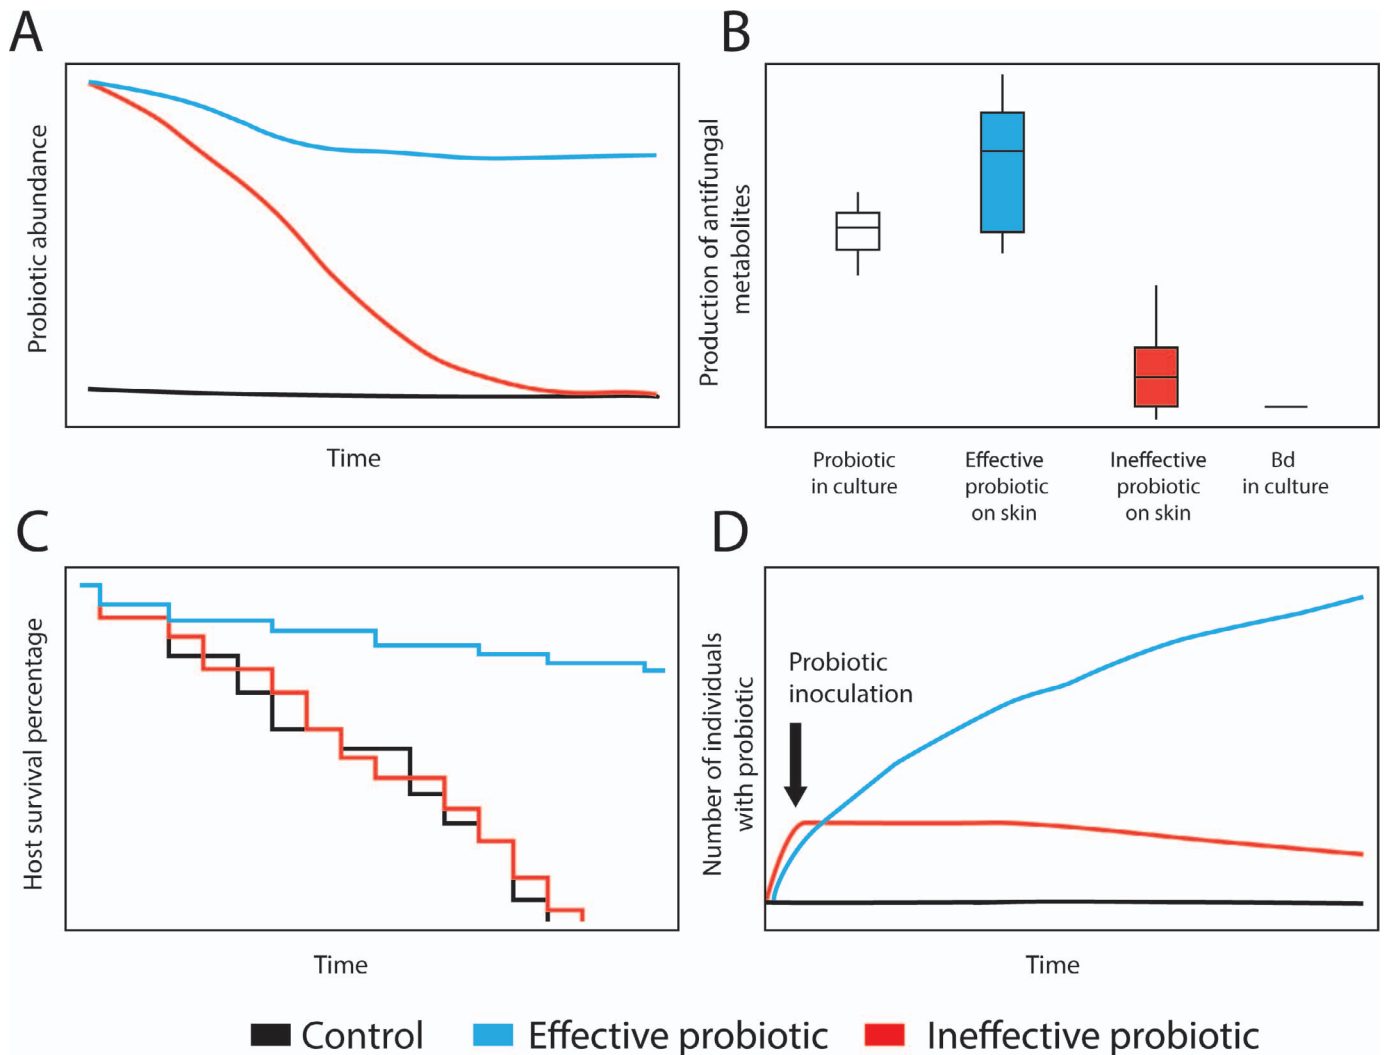 A
Probiotic abundance
Time
B
Production of antifungal
metabolites
Probiotic
in culture
Effective
probiotic
on skin
Ineffective
probiotic
on skin
Bd
in culture
C
Host survival percentage
Time
D
Number of individuals
with probiotic
Probiotic
inoculation
Time
Control
Effective probiotic
Ineffective probiotic